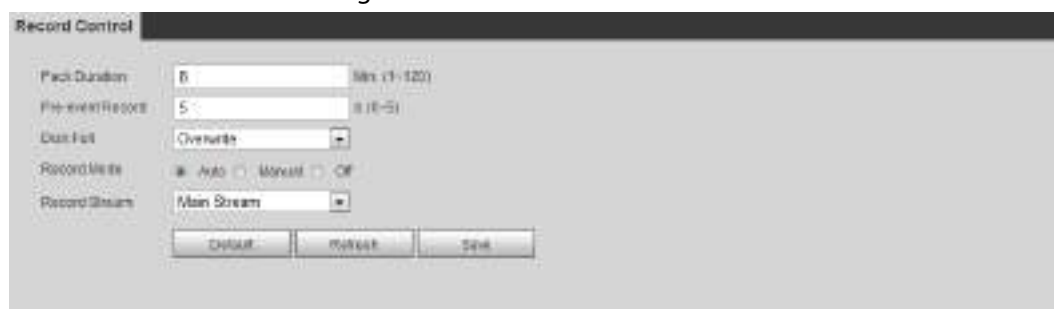 Record Control
Pack Duration 8 Min. (1~120)
Pre-event Record 5 s (0~5)
Disk Full Overwrite
Record Mode Auto Manual Off
Record Stream Main Stream
Default Refresh Save